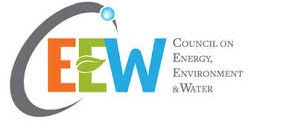 CEEW
COUNCIL ON
ENERGY,
ENVIRONMENT
& WATER